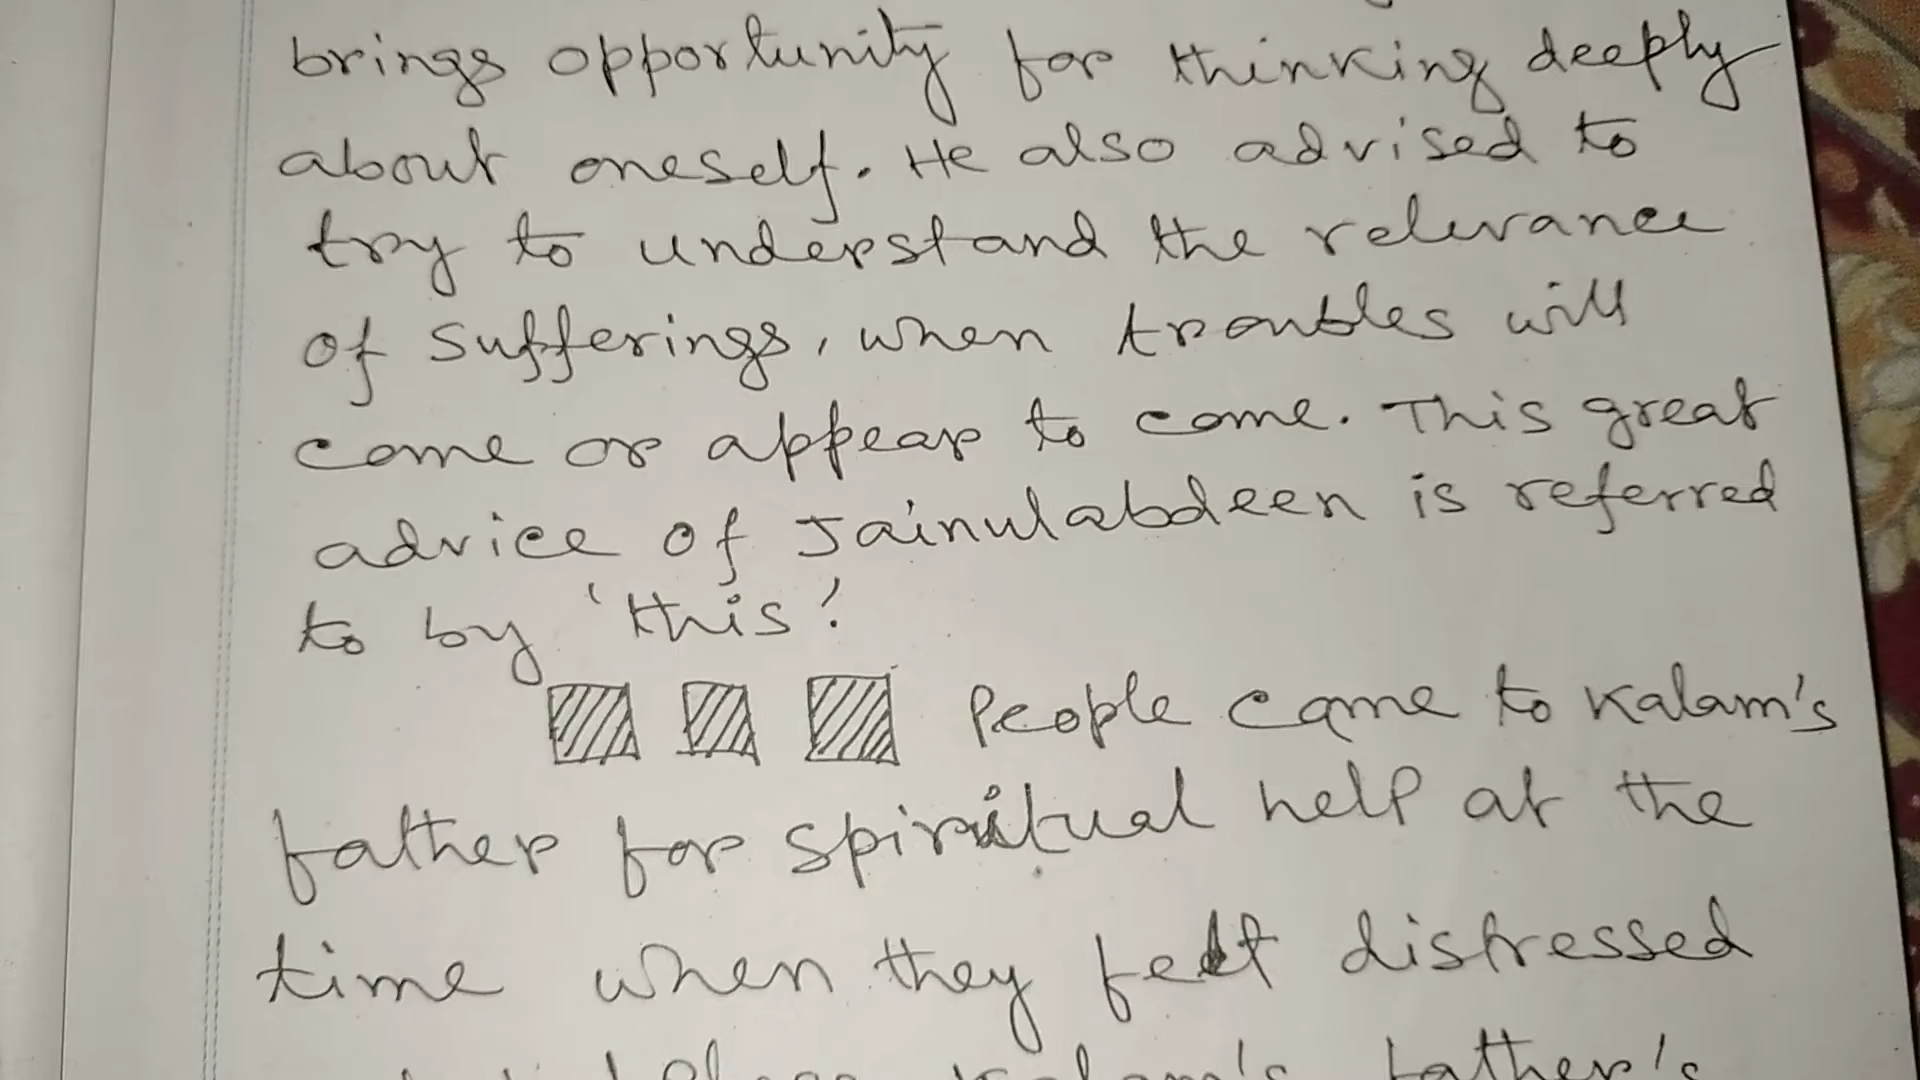 brings opportunity for thinking deeply
about oneself. He also advised to
try to understand the relevance
of sufferings, when troubles will
come or appear to come. This great
advice of Jainulabdeen is referred
to by 'this'.
People came to Kalam's
father for spiritual help at the
time when they felt distressed
father's